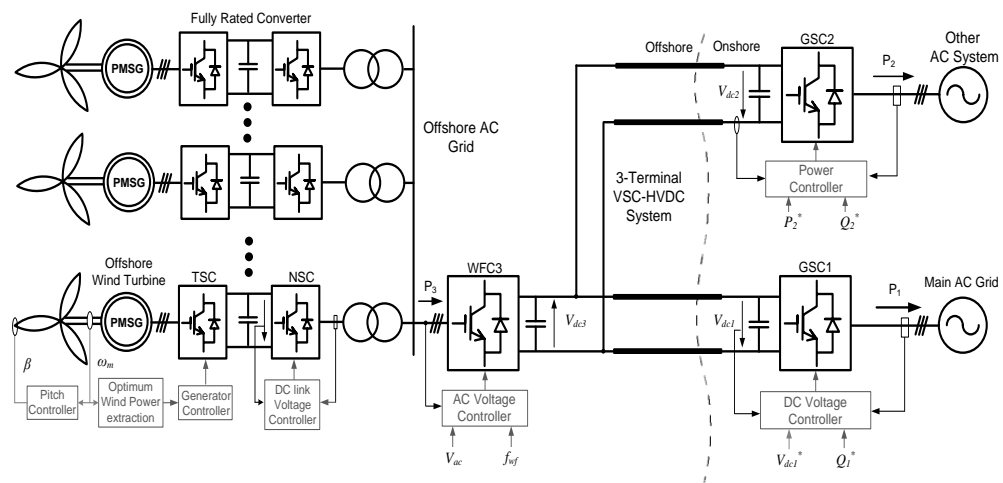 Fully Rated Converter
PMSG
Offshore AC
Grid
PMSG
Offshore
Wind Turbine
TSC
NSC
PMSG
β
ωm
Pitch
Controller
Optimum
Wind Power
extraction
Generator
Controller
DC link
Voltage
Controller
P3
WFC3
Vdc3
AC Voltage
Controller
Vac
fwf
Offshore
Onshore
3-Terminal
VSC-HVDC
System
GSC2
Vdc2
P2
Other
AC System
Power
Controller
P2*
Q2*
GSC1
Vdc1
P1
Main AC Grid
DC Voltage
Controller
Vdc1*
Q1*